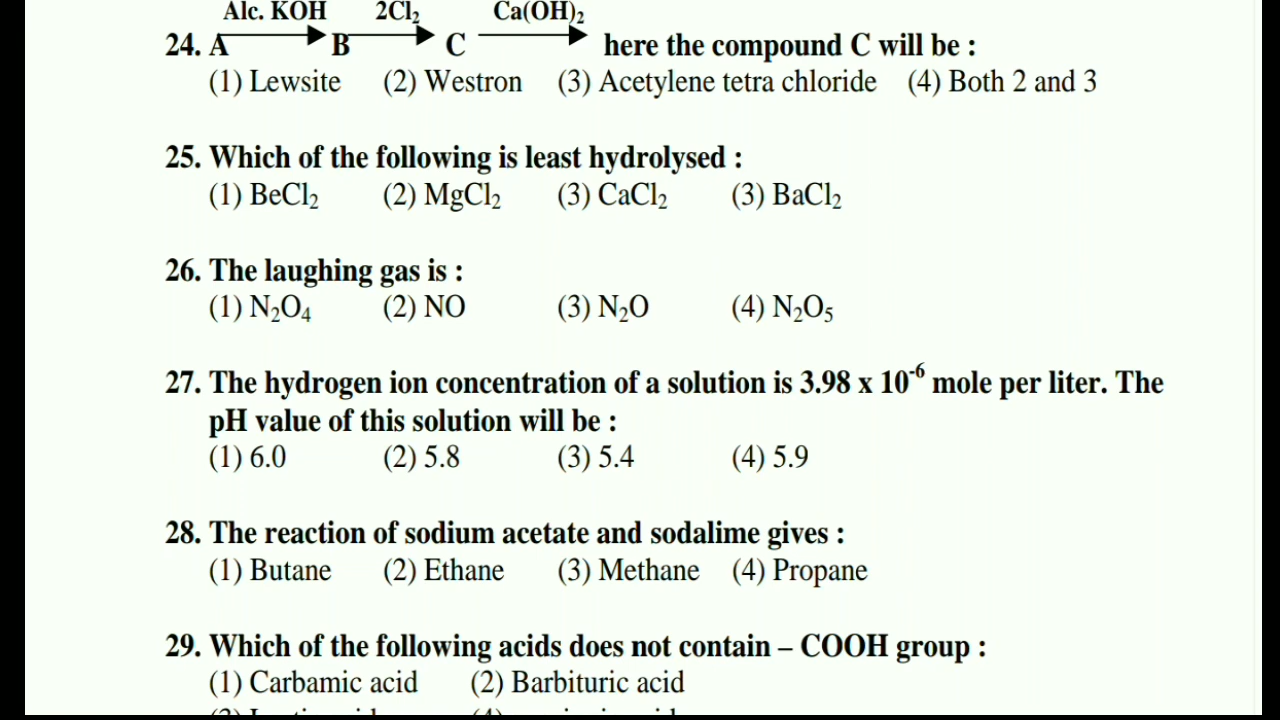 Alc. KOH 2Cl₂ Ca(OH)₂
24. A B C here the compound C will be :
(1) Lewsite (2) Westron (3) Acetylene tetra chloride (4) Both 2 and 3
25. Which of the following is least hydrolysed :
(1) BeCl₂ (2) MgCl₂ (3) CaCl₂ (3) BaCl₂
26. The laughing gas is :
(1) N₂O₄ (2) NO (3) N₂O (4) N₂O₅
27. The hydrogen ion concentration of a solution is 3.98 x 10⁻⁶ mole per liter. The
pH value of this solution will be :
(1) 6.0 (2) 5.8 (3) 5.4 (4) 5.9
28. The reaction of sodium acetate and sodalime gives :
(1) Butane (2) Ethane (3) Methane (4) Propane
29. Which of the following acids does not contain – COOH group :
(1) Carbamic acid (2) Barbituric acid